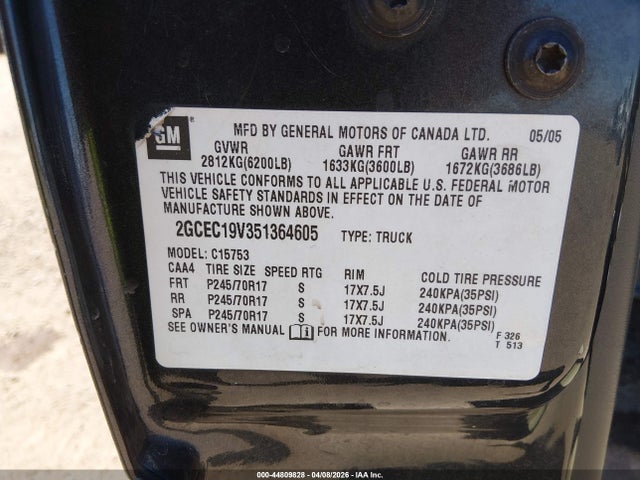 GM
MFD BY GENERAL MOTORS OF CANADA LTD. 05/05
GVWR GAWR FRT GAWR RR
2812KG(6200LB) 1633KG(3600LB) 1672KG(3686LB)
THIS VEHICLE CONFORMS TO ALL APPLICABLE U.S. FEDERAL MOTOR
VEHICLE SAFETY STANDARDS IN EFFECT ON THE DATE OF
MANUFACTURE SHOWN ABOVE.
2GCEC19V351364605 TYPE: TRUCK
MODEL: C15753
CAA4 TIRE SIZE SPEED RTG RIM COLD TIRE PRESSURE
FRT P245/70R17 S 17X7.5J 240KPA(35PSI)
RR P245/70R17 S 17X7.5J 240KPA(35PSI)
SPA P245/70R17 S 17X7.5J 240KPA(35PSI)
SEE OWNER'S MANUAL FOR MORE INFORMATION.
F 326
T 513
000-44809828 - 04/08/2026 - IAA Inc.